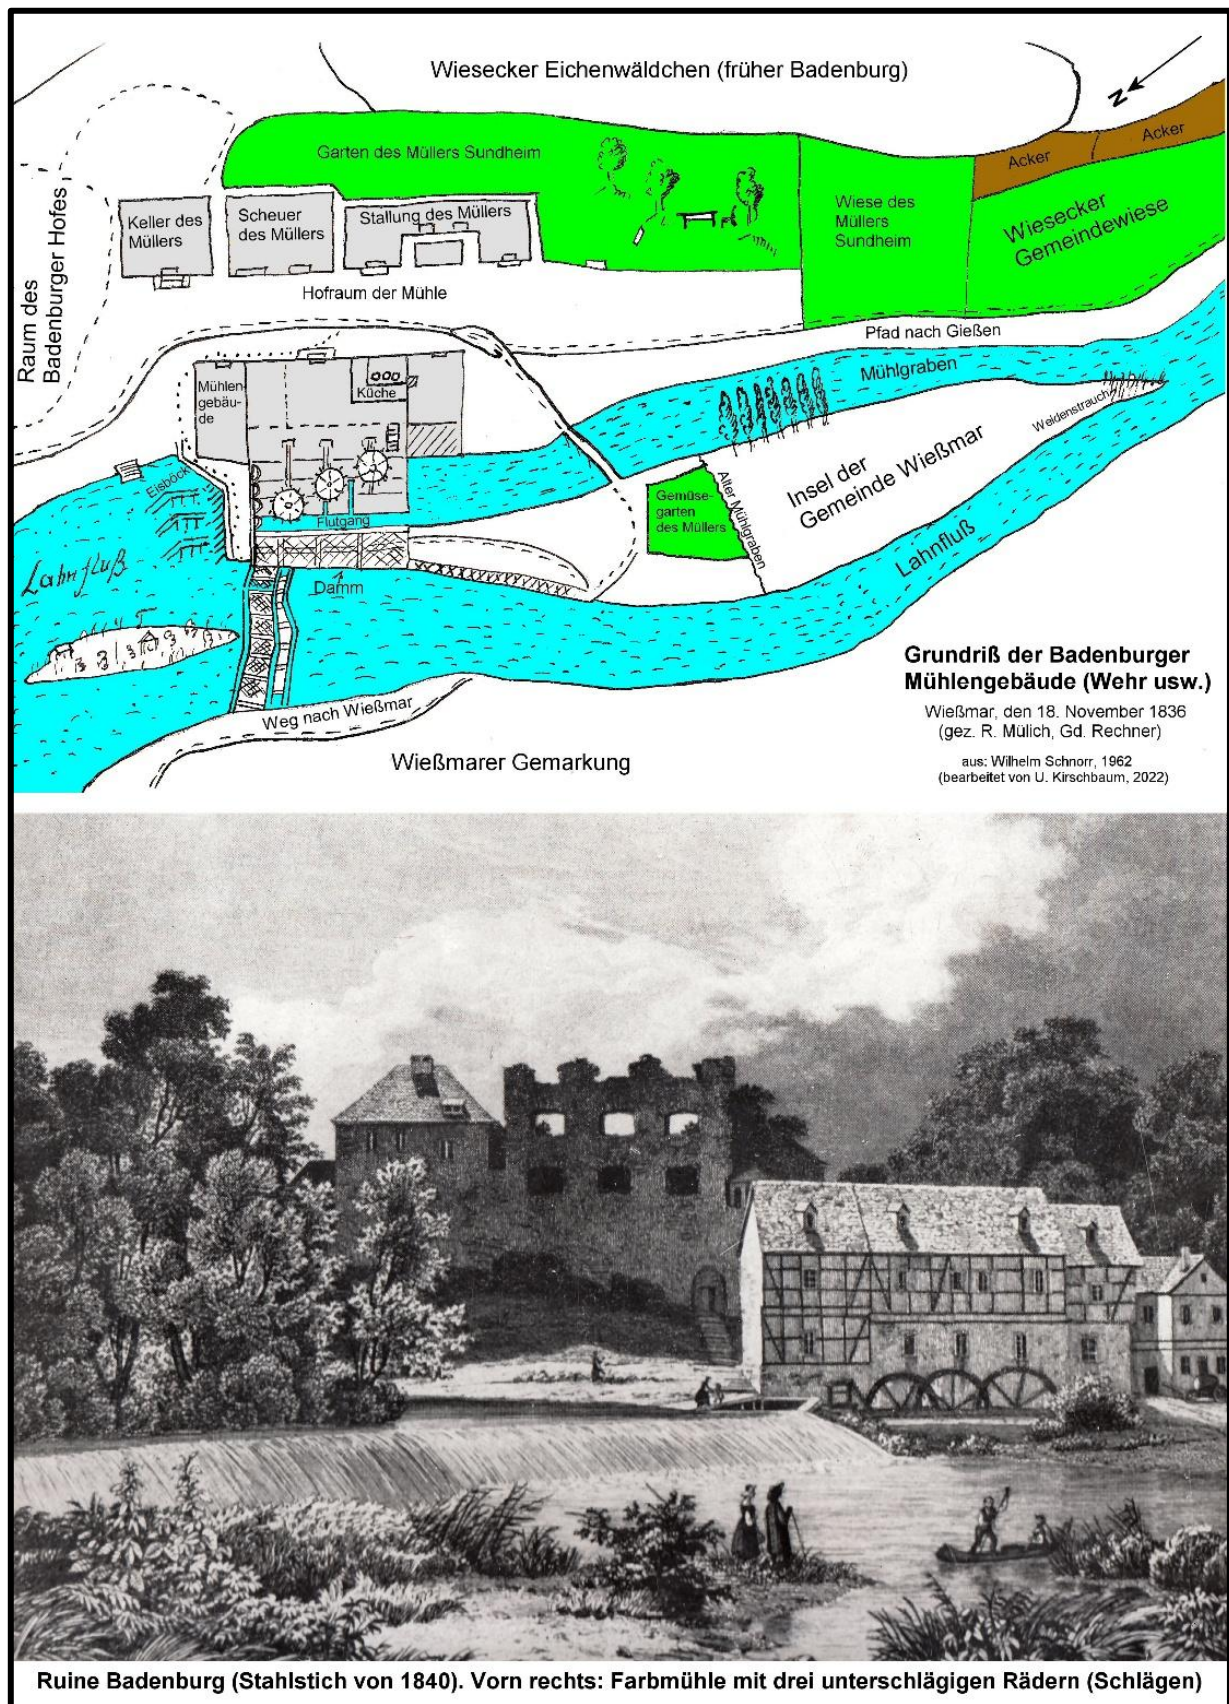 Wiesecker Eichenwäldchen (früher Badenburg)
N
Acker
Acker
Garten des Müllers Sundheim
Raum des
Badenburger Hofes
Keller des
Müllers
Scheuer
des Müllers
Stallung des Müllers
Wiese des
Müllers
Sundheim
Wiesecker
Gemeindewiese
Hofraum der Mühle
Pfad nach Gießen
Mühlgraben
Mühlen-
gebäu-
de
Küche
Weidenstrauch
Eisböcke
Insel der
Gemeinde Wießmar
Alter Mühlgraben
Gemüse-
garten
des Müllers
Flutgang
Lahnfluß
Lahnfluß
Damm
Weg nach Wießmar
Wießmarer Gemarkung
Grundriß der Badenburger
Mühlengebäude (Wehr usw.)
Wießmar, den 18. November 1836
(gez. R. Mülich, Gd. Rechner)
aus: Wilhelm Schnorr, 1962
(bearbeitet von U. Kirschbaum, 2022)
Ruine Badenburg (Stahlstich von 1840). Vorn rechts: Farbmühle mit drei unterschlägigen Rädern (Schlägen)